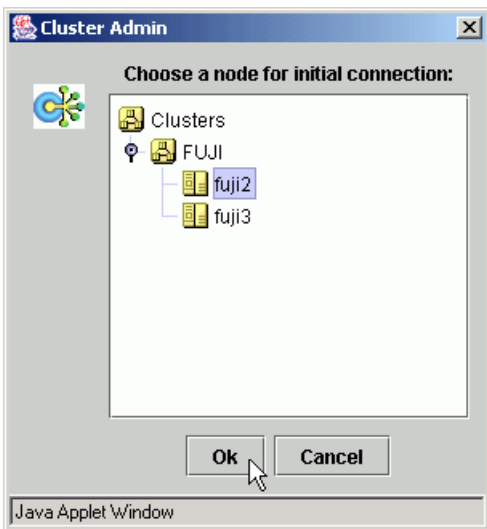 Cluster Admin
Choose a node for initial connection:
Clusters
FUJI
fuji2
fuji3
Ok Cancel
Java Applet Window